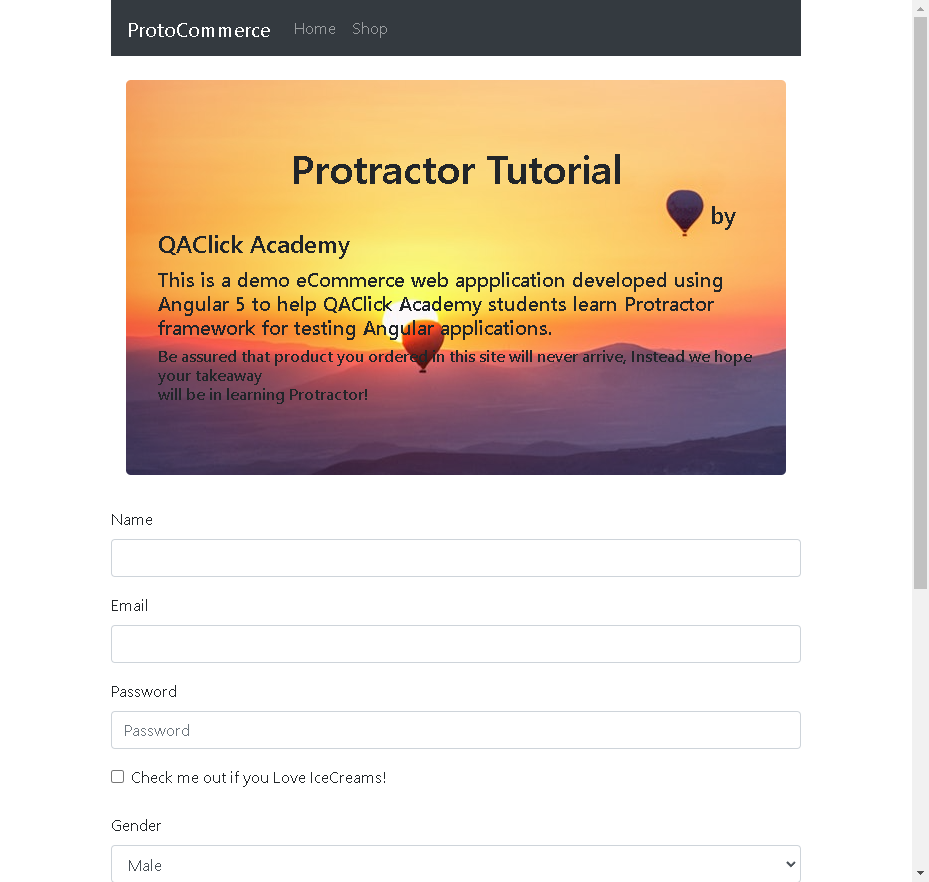 ProtoCommerce Home Shop
Protractor Tutorial
by
QAClick Academy
This is a demo eCommerce web appplication developed using
Angular 5 to help QAClick Academy students learn Protractor
framework for testing Angular applications.
Be assured that product you ordered in this site will never arrive, Instead we hope
your takeaway
will be in learning Protractor!
Name
Email
Password
Password
Check me out if you Love IceCreams!
Gender
Male